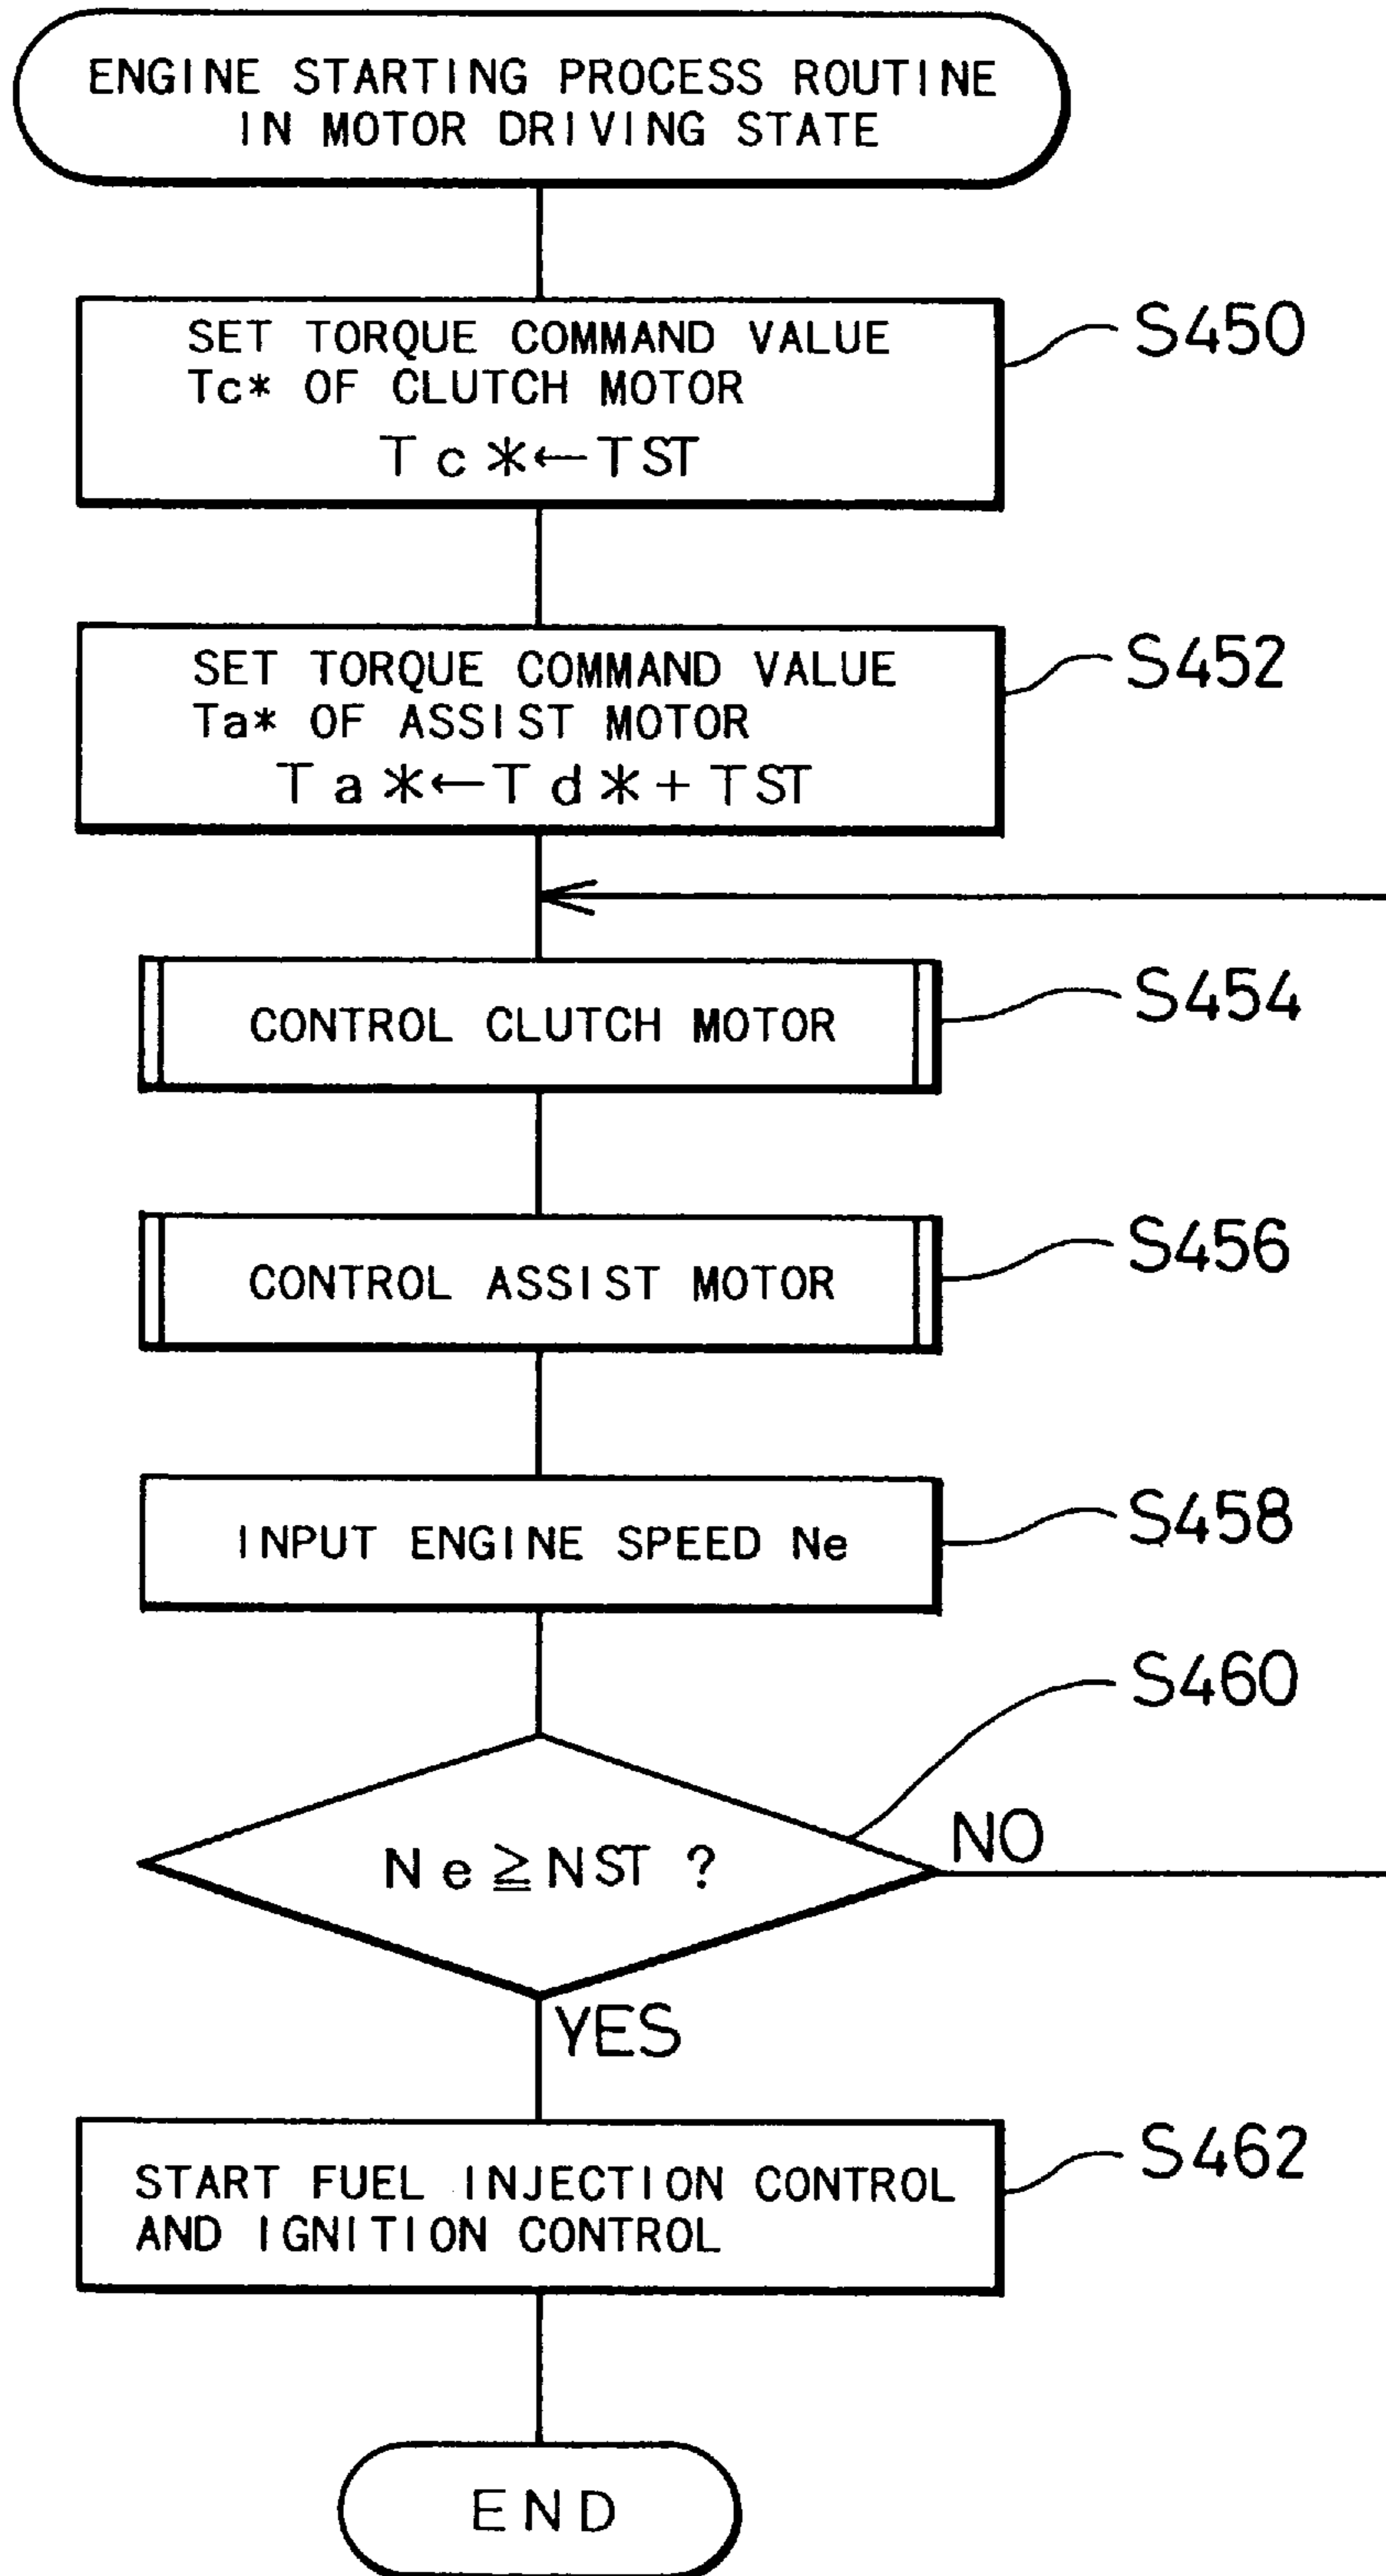 ENGINE STARTING PROCESS ROUTINE
IN MOTOR DRIVING STATE
SET TORQUE COMMAND VALUE
Tc* OF CLUTCH MOTOR
Tc*←TST
S450
SET TORQUE COMMAND VALUE
Ta* OF ASSIST MOTOR
Ta*←Td*+TST
S452
CONTROL CLUTCH MOTOR
S454
CONTROL ASSIST MOTOR
S456
INPUT ENGINE SPEED Ne
S458
S460
Ne≧NST ?
NO
YES
START FUEL INJECTION CONTROL
AND IGNITION CONTROL
S462
END